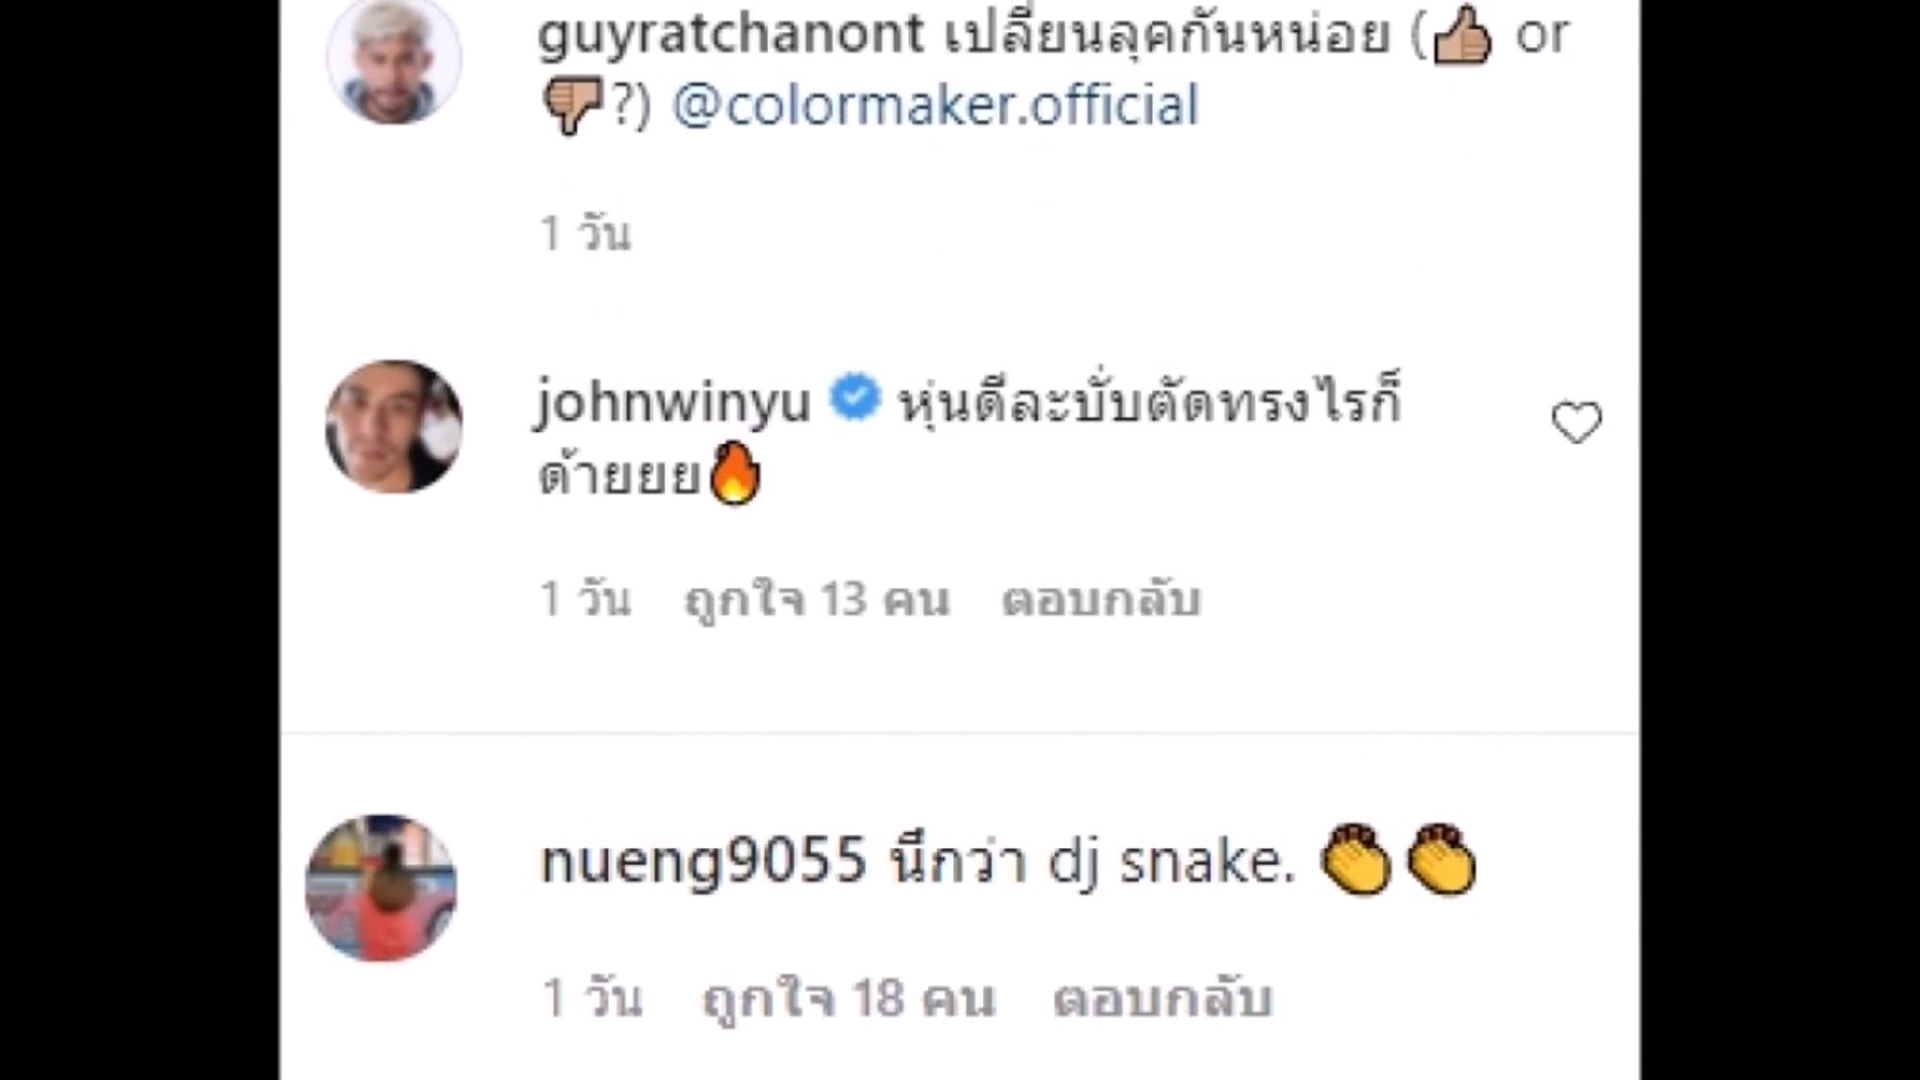 guyratchanont เปลี่ยนลุคกันหน่อย (👍🏼 or
👎🏼?) @colormaker.official
1 วัน
johnwinyu หุ่นดีละบั่บตัดทรงไรก็
ด้ายยย🔥
1 วัน ถูกใจ 13 คน ตอบกลับ
nueng9055 นึกว่า dj snake. 👏👏
1 วัน ถูกใจ 18 คน ตอบกลับ